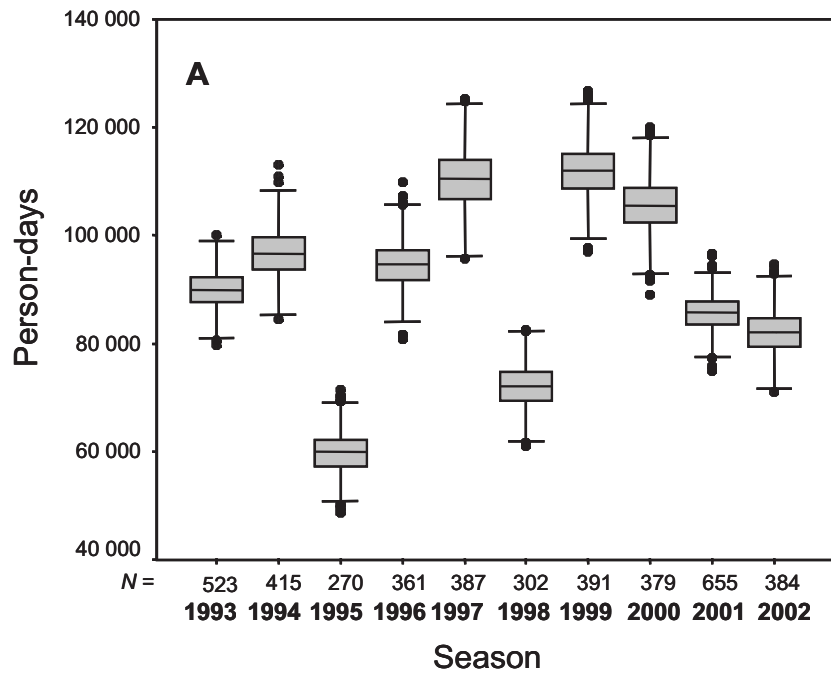 140 000
A
120 000
100 000
Person-days
80 000
60 000
40 000
N = 523 415 270 361 387 302 391 379 655 384
1993 1994 1995 1996 1997 1998 1999 2000 2001 2002
Season